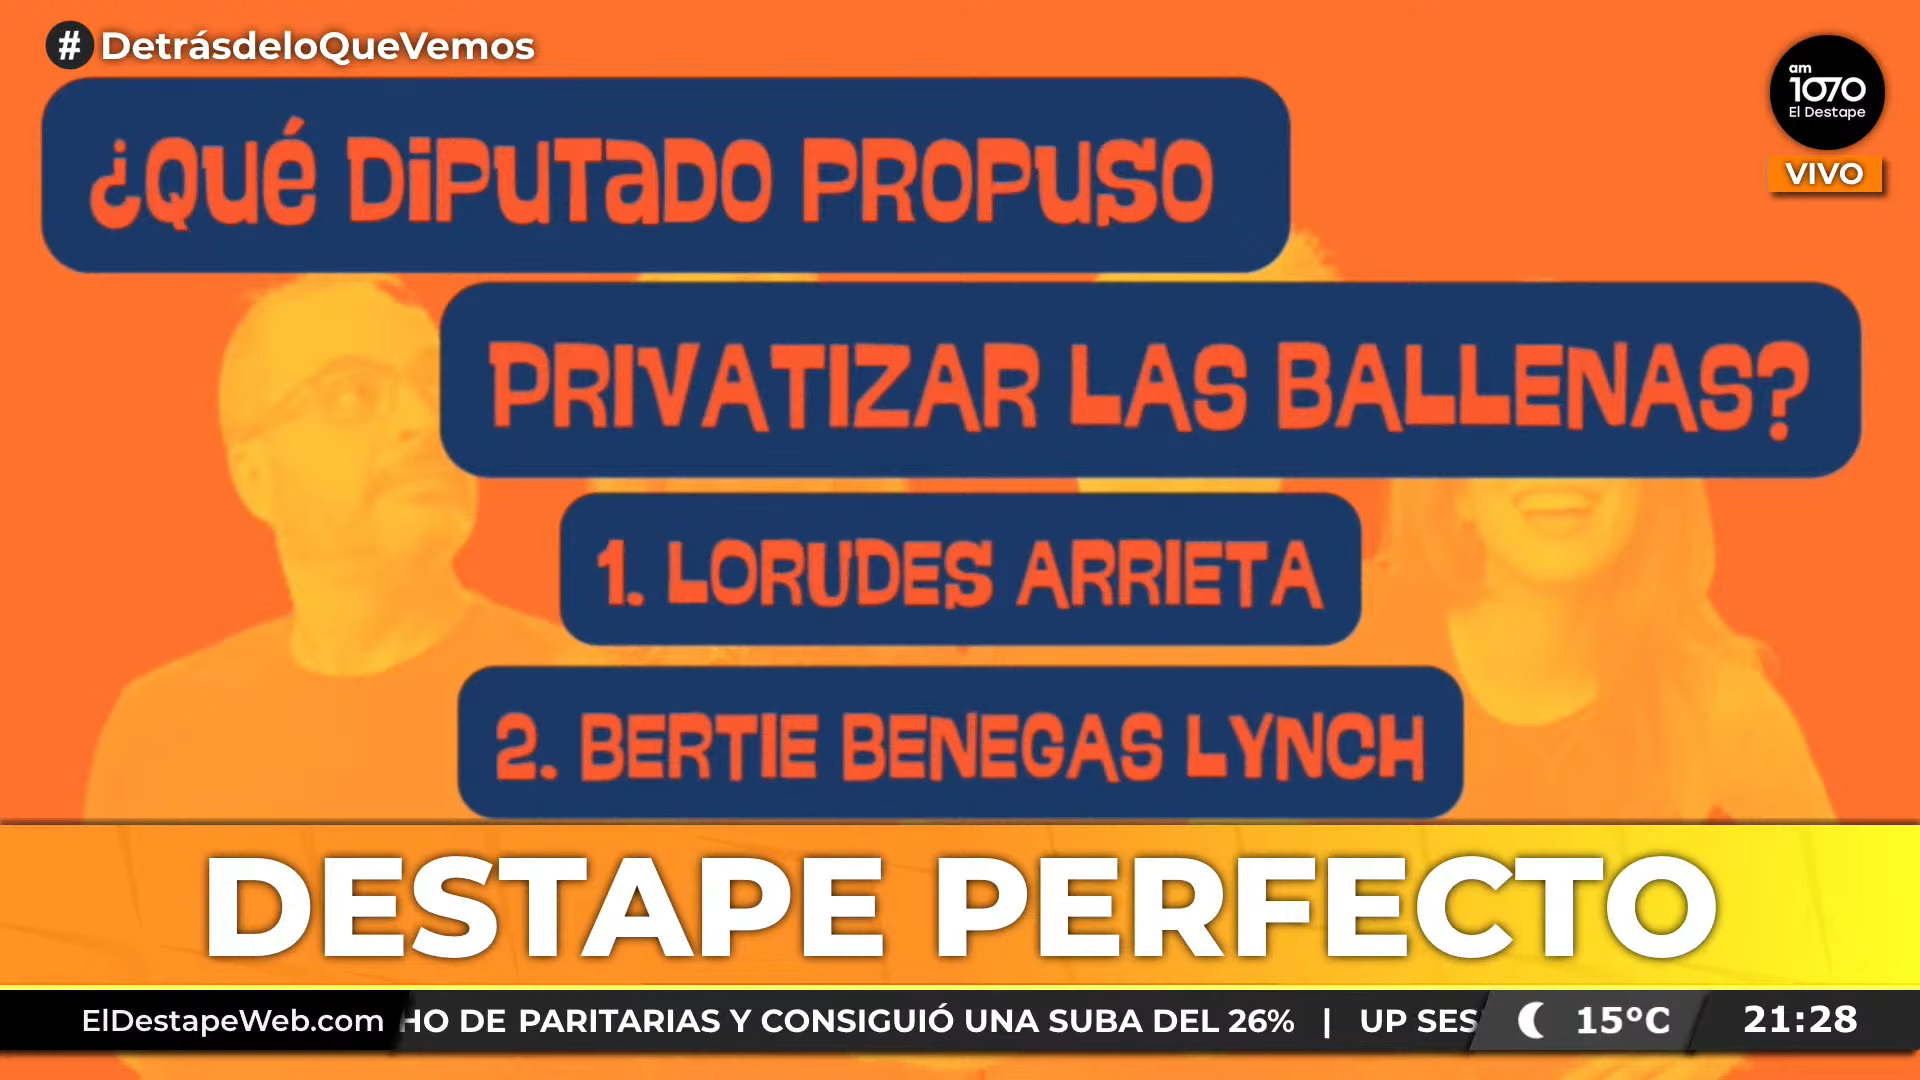 # DetrásdeloQueVemos
am
1070
El Destape
VIVO
¿QUÉ DIPUTADO PROPUSO
PRIVATIZAR LAS BALLENAS?
1. LORUDES ARRIETA
2. BERTIE BENEGAS LYNCH
DESTAPE PERFECTO
ElDestapeWeb.com HO DE PARITARIAS Y CONSIGUIÓ UNA SUBA DEL 26% | UP SES 15°C 21:28